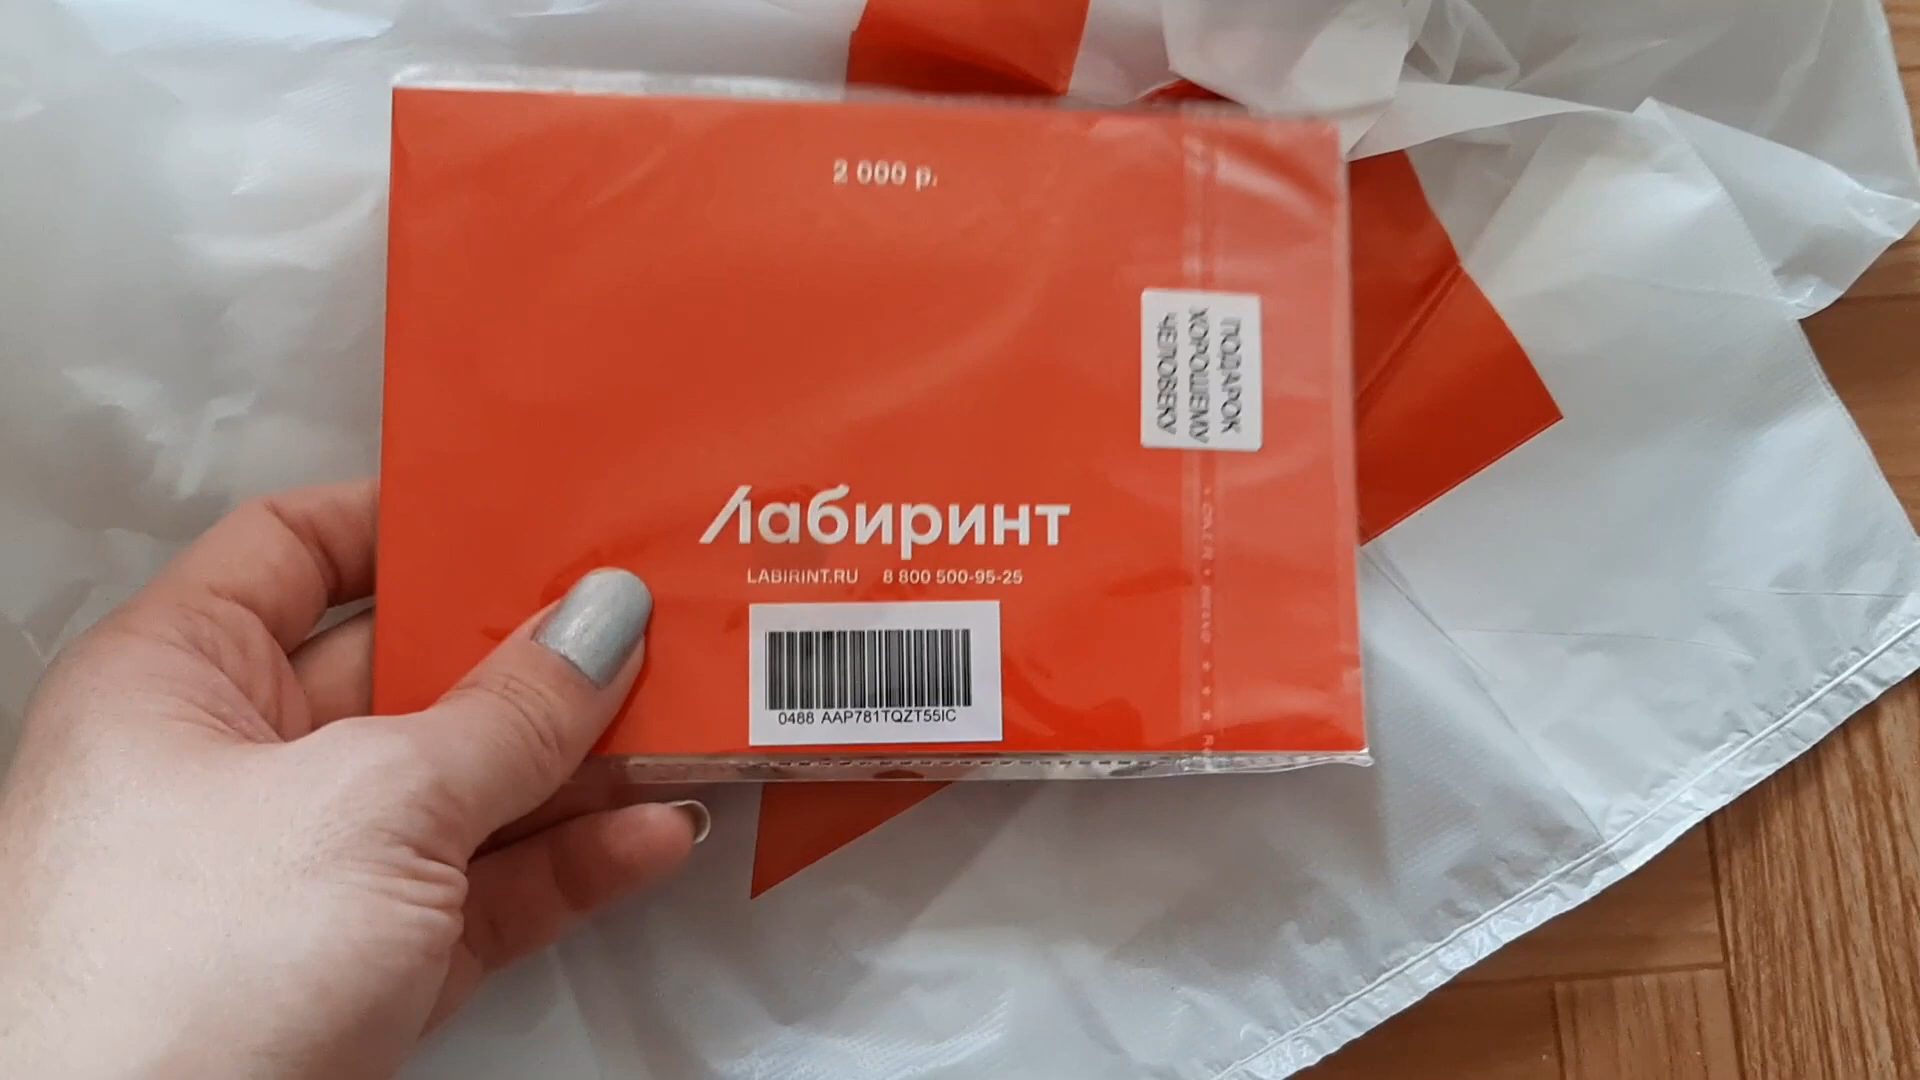 2 000 р.
ПОДАРОК
ХОРОШЕМУ
ЧЕЛОВЕКУ
Лабиринт
LABIRINT.RU 8 800 500-95-25
0488 AAP781TQZT55IC